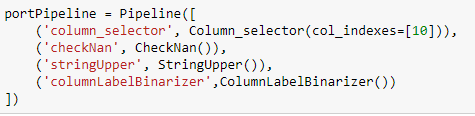 portPipeline = Pipeline([
    ('column_selector', Column_selector(col_indexes=[10])),
    ('checkNan', CheckNan()),
    ('stringUpper', StringUpper()),
    ('columnLabelBinarizer',ColumnLabelBinarizer())
])